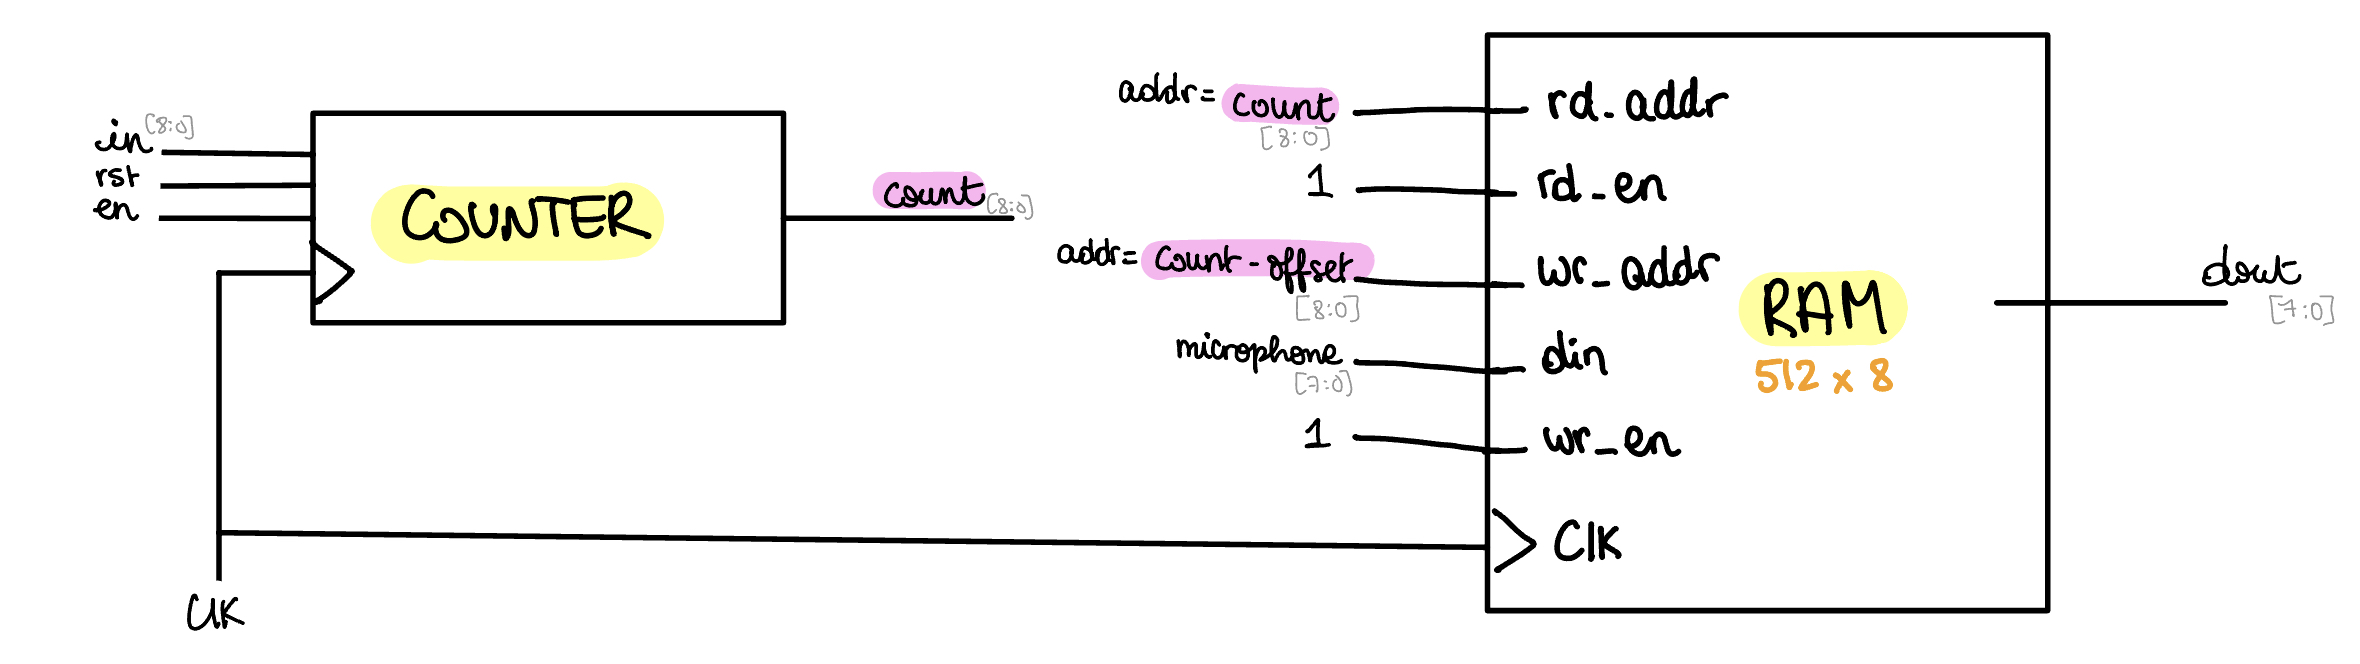 in [8:0]
rst
en
COUNTER
count [8:0]
clk
addr= count
[8:0]
1
addr= count-offset
[8:0]
microphone
[7:0]
1
rd_addr
rd_en
wr_addr
din
wr_en
clk
RAM
512 x 8
dout
[7:0]